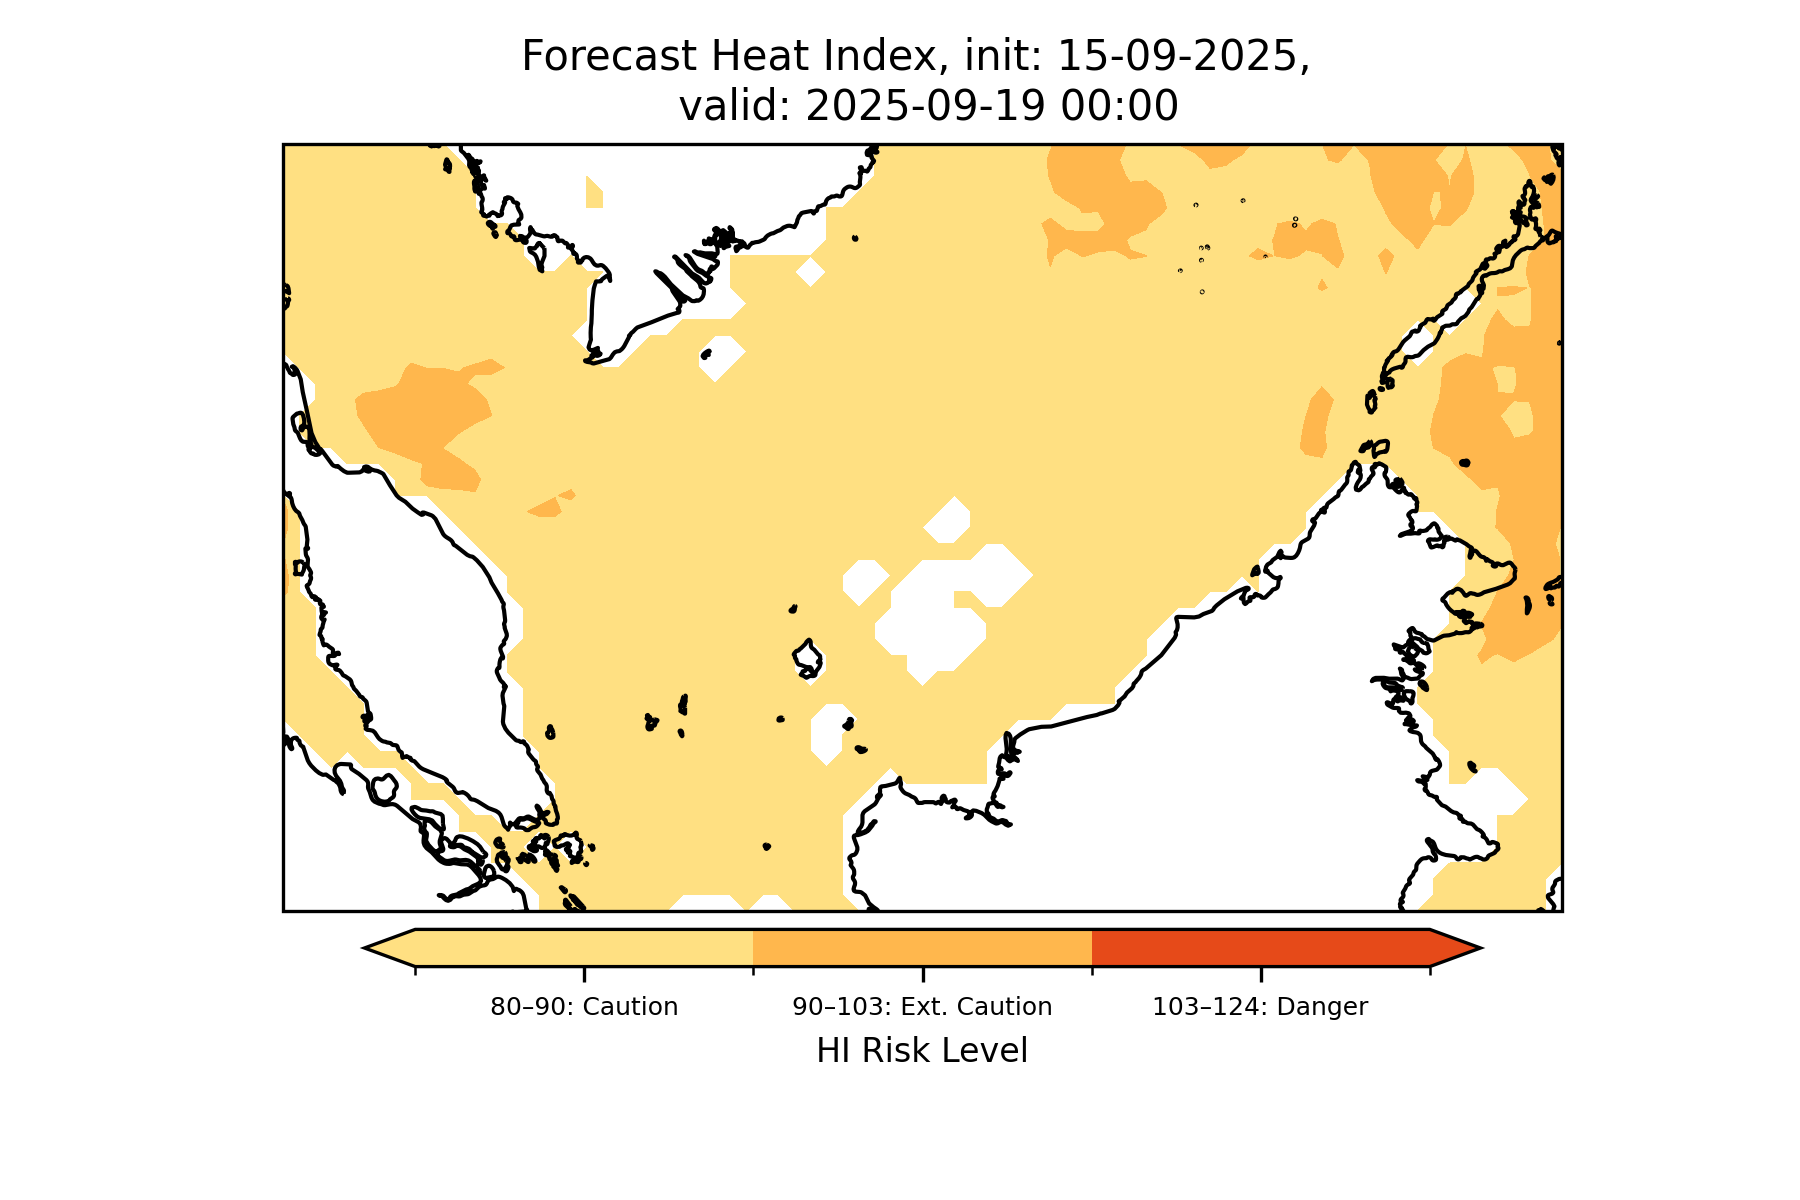 Forecast Heat Index, init: 15-09-2025,
valid: 2025-09-19 00:00
80–90: Caution
90–103: Ext. Caution
103–124: Danger
HI Risk Level